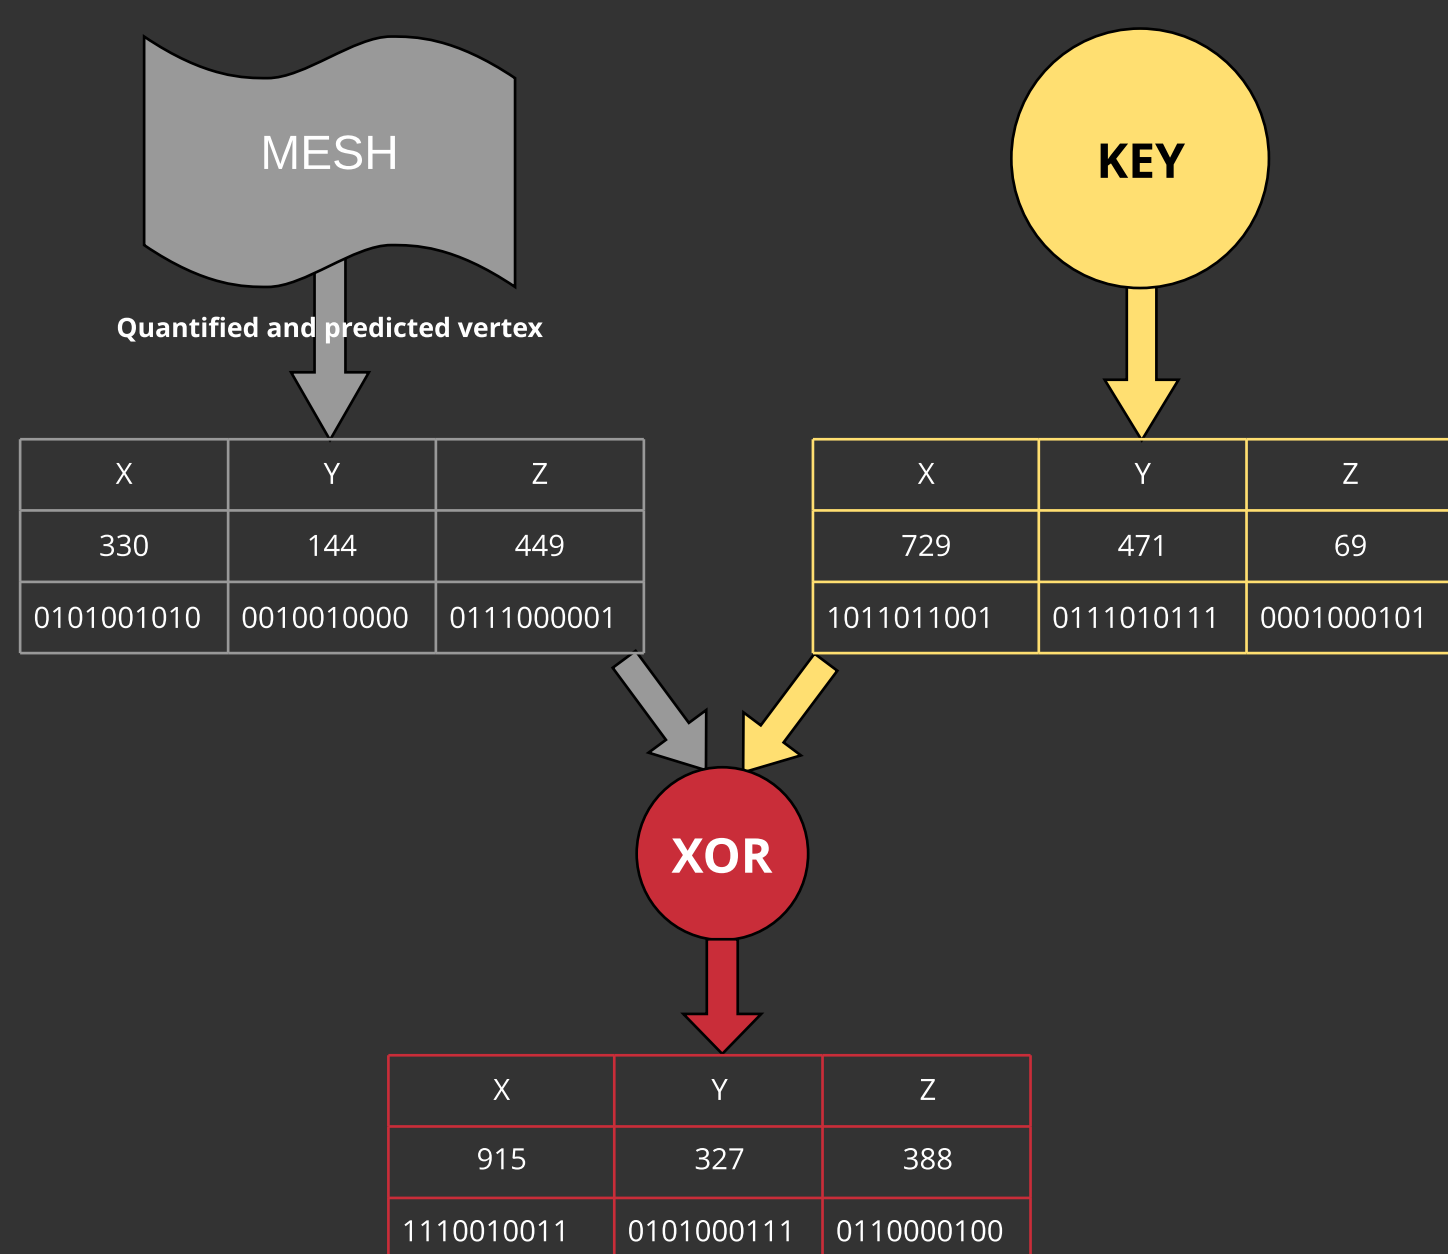 MESH
KEY
Quantified and predicted vertex
X Y Z
330 144 449
0101001010 0010010000 0111000001
X Y Z
729 471 69
1011011001 0111010111 0001000101
XOR
X Y Z
915 327 388
1110010011 0101000111 0110000100